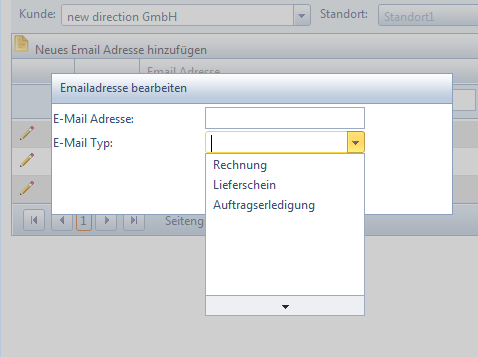 Kunde: new direction GmbH Standort: Standort1
Neues Email Adresse hinzufügen
Email Adresse
Emailadresse bearbeiten
E-Mail Adresse:
E-Mail Typ:
Rechnung
Lieferschein
Auftragserledigung
1 Seiteng